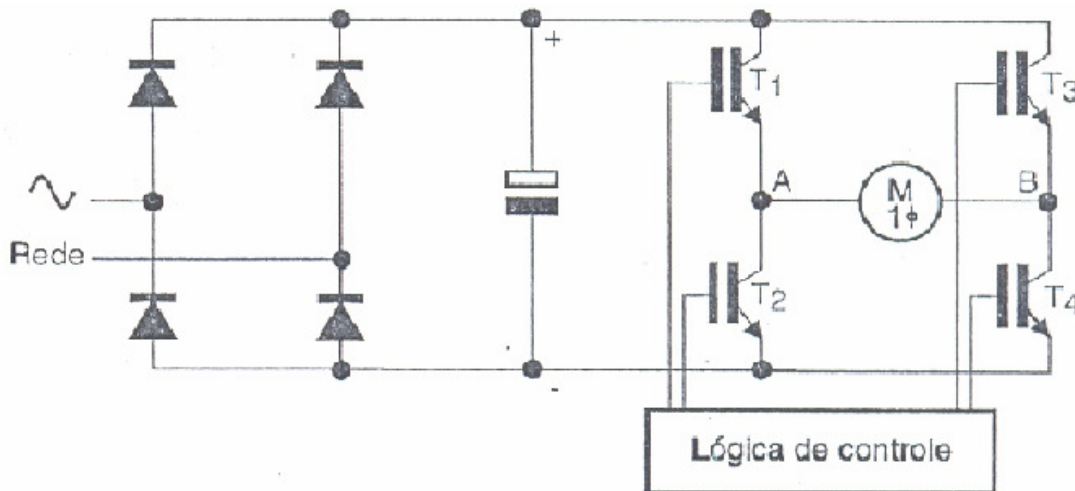 +
T1
T3
A
M
1ϕ
B
Rede
T2
T4
-
Lógica de controle